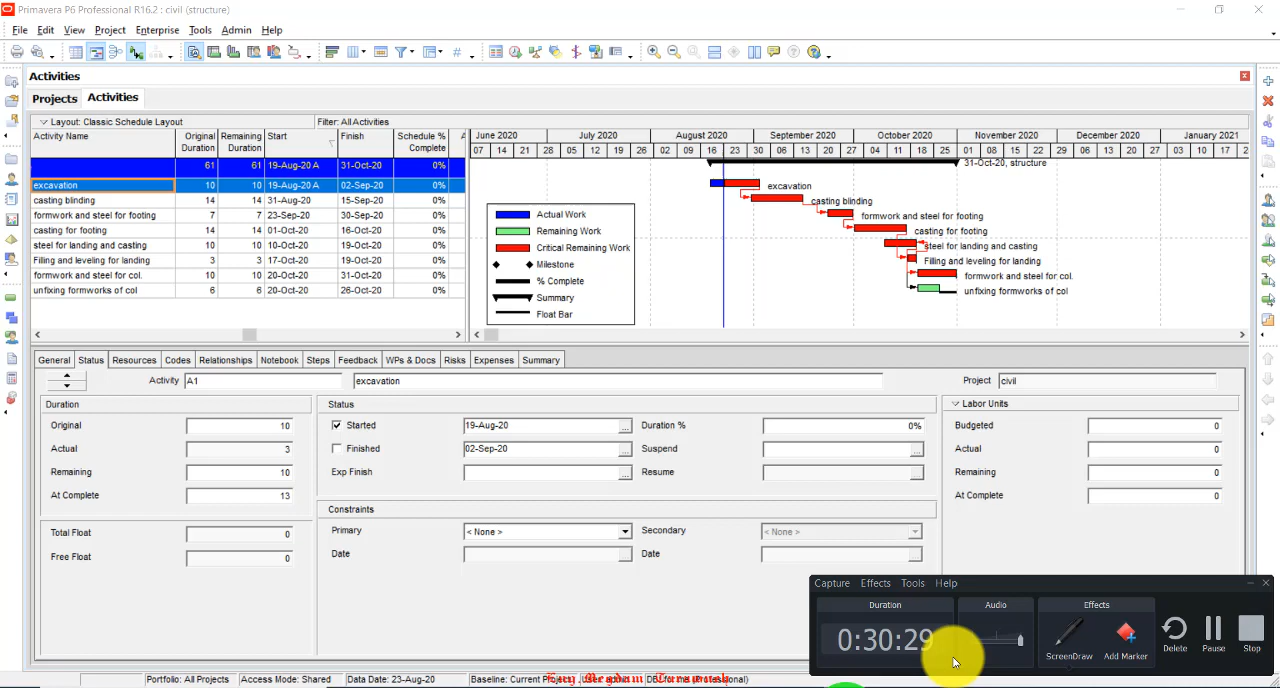 Primavera P6 Professional R16.2 : civil (structure)
File Edit View Project Enterprise Tools Admin Help
Activities
Projects Activities
Layout: Classic Schedule Layout Filter: All Activities
Activity Name Original Duration Remaining Duration Start Finish Schedule % Complete A
June 2020 July 2020 August 2020 September 2020 October 2020 November 2020 December 2020 January 2021
07 14 21 28 05 12 19 26 02 09 16 23 30 06 13 20 27 04 11 18 25 01 08 15 22 29 06 13 20 27 03 10 17 2
61 61 19-Aug-20 A 31-Oct-20 0% 31-Oct-20, structure
excavation 10 10 19-Aug-20 A 02-Sep-20 0% excavation
casting blinding 14 14 31-Aug-20 15-Sep-20 0% casting blinding
formwork and steel for footing 7 7 23-Sep-20 30-Sep-20 0% formwork and steel for footing
casting for footing 14 14 01-Oct-20 16-Oct-20 0% casting for footing
steel for landing and casting 10 10 10-Oct-20 19-Oct-20 0% steel for landing and casting
Filling and leveling for landing 3 3 17-Oct-20 19-Oct-20 0% Filling and leveling for landing
formwork and steel for col. 10 10 20-Oct-20 31-Oct-20 0% formwork and steel for col.
unfixing formworks of col 6 6 20-Oct-20 26-Oct-20 0% unfixing formworks of col
Actual Work
Remaining Work
Critical Remaining Work
Milestone
% Complete
Summary
Float Bar
General Status Resources Codes Relationships Notebook Steps Feedback WPs & Docs Risks Expenses Summary
Activity A1 excavation Project civil
Duration Status Labor Units
Original 10 Started 19-Aug-20 Duration % 0% Budgeted 0
Actual 3 Finished 02-Sep-20 Suspend Actual 0
Remaining 10 Exp Finish Resume Remaining 0
At Complete 13 At Complete 0
Constraints
Total Float 0 Primary < None > Secondary < None >
Free Float 0 Date Date
Capture Effects Tools Help
Duration Audio Effects
0:30:29
ScreenDraw Add Marker Delete Pause Stop
Portfolio: All Projects Access Mode: Shared Data Date: 23-Aug-20 Baseline: Current Project